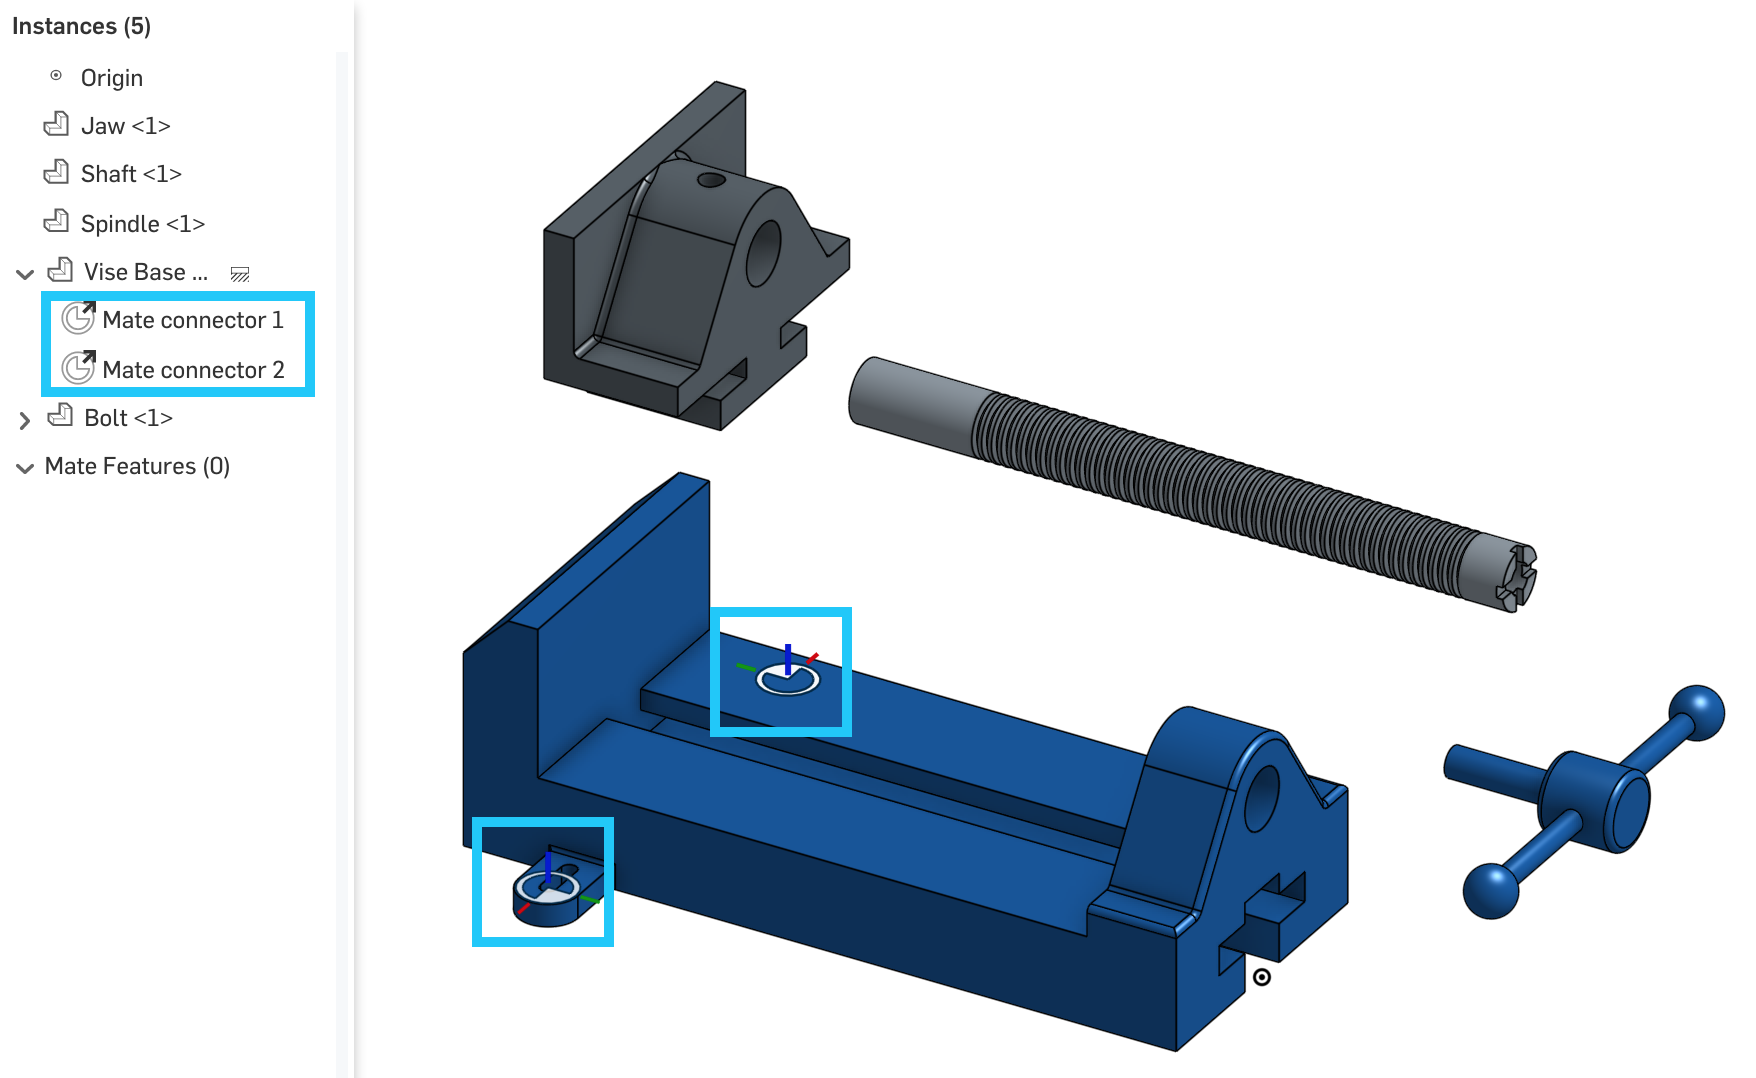 Instances (5)
Origin
Jaw <1>
Shaft <1>
Spindle <1>
Vise Base ...
Mate connector 1
Mate connector 2
Bolt <1>
Mate Features (0)